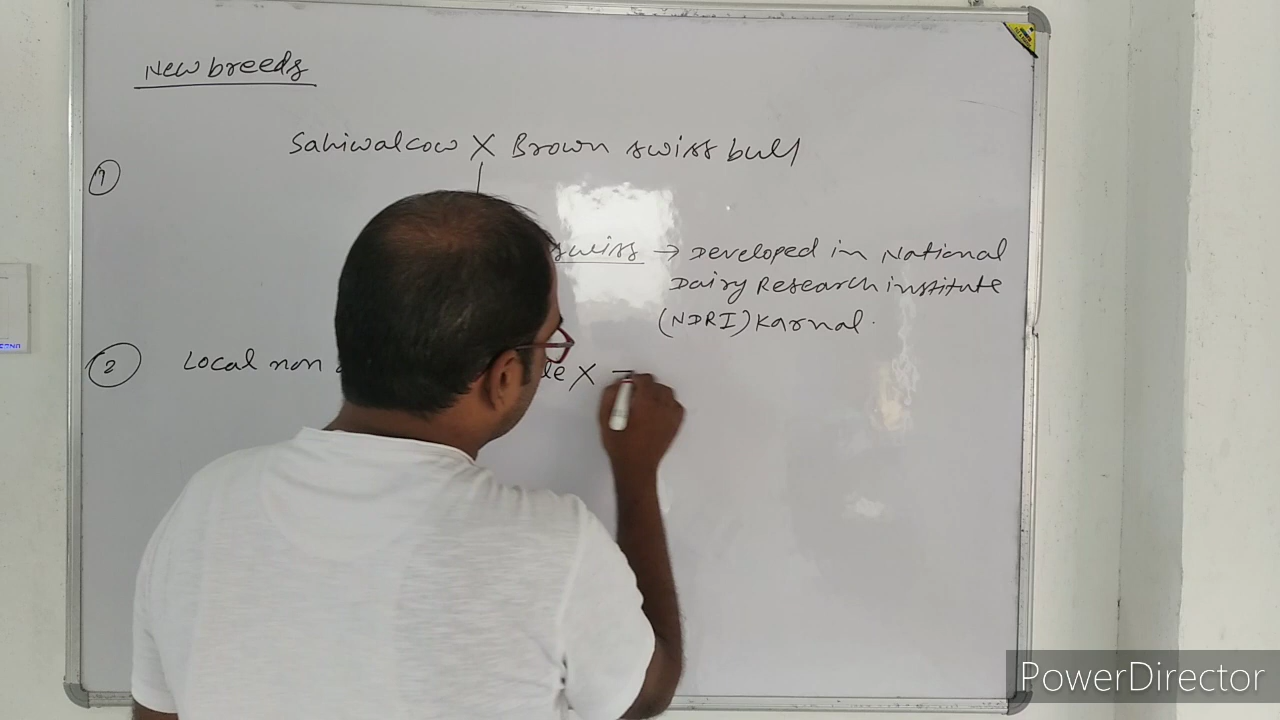 New breeds
Sahiwal cow X Brown swiss bull
1
swiss → Developed in National
Dairy Research institute
(NDRI) Karnal.
2 Local non X
PowerDirector